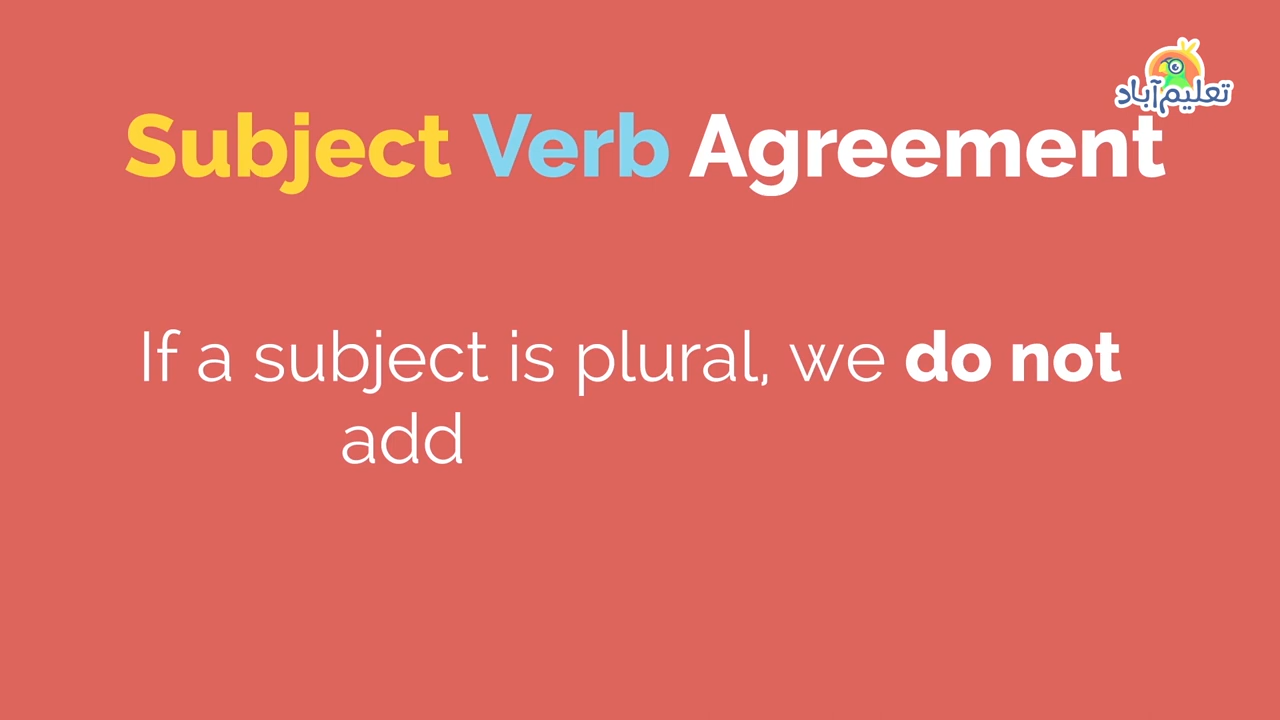 تعلیم آباد
Subject Verb Agreement
If a subject is plural, we do not
add